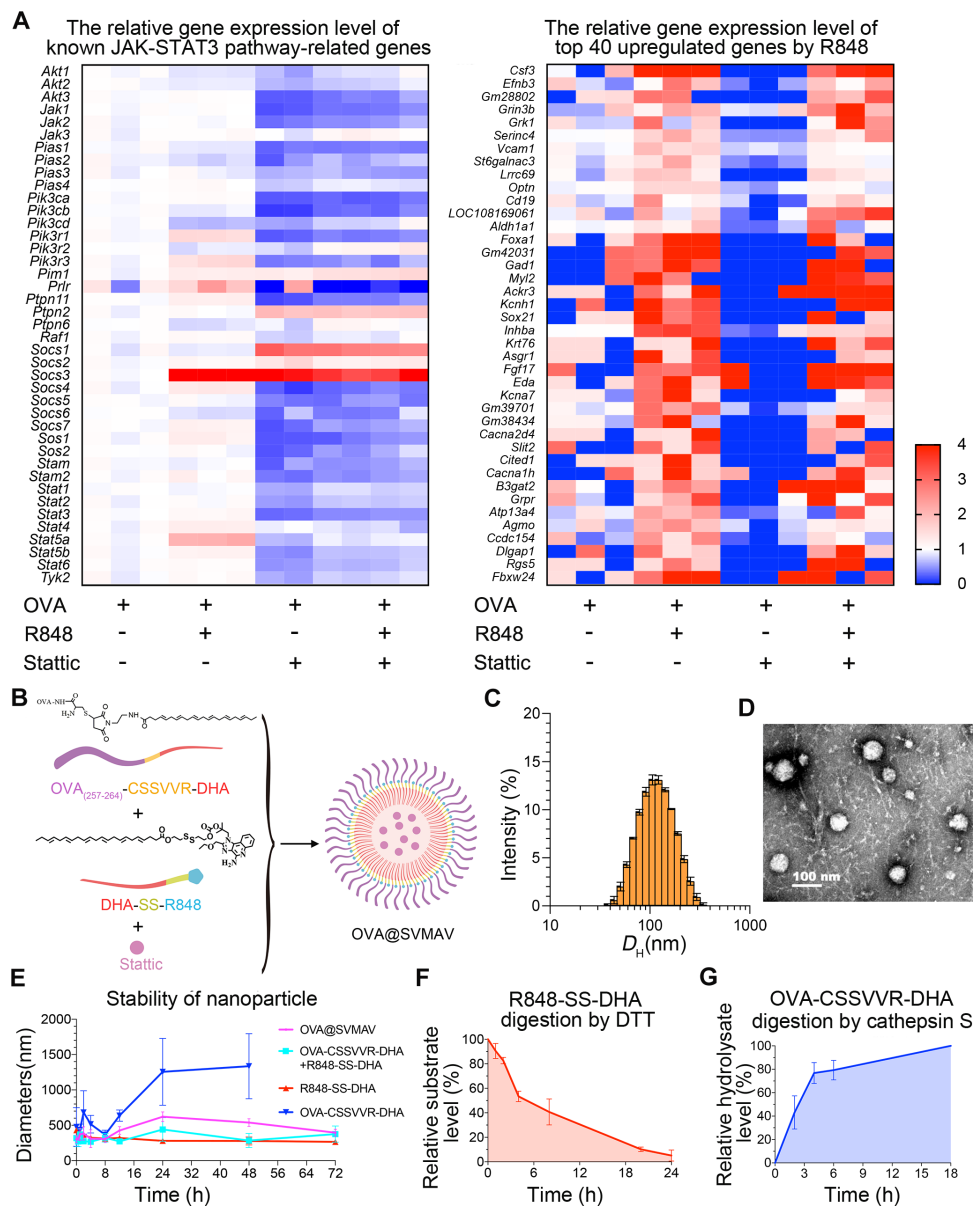 A
The relative gene expression level of
known JAK-STAT3 pathway-related genes
Akt1
Akt2
Akt3
Jak1
Jak2
Jak3
Pias1
Pias2
Pias3
Pias4
Pik3ca
Pik3cb
Pik3cd
Pik3r1
Pik3r2
Pik3r3
Pim1
Prlr
Ptpn11
Ptpn2
Ptpn6
Raf1
Socs1
Socs2
Socs3
Socs4
Socs5
Socs6
Socs7
Sos1
Sos2
Stam
Stam2
Stat1
Stat2
Stat3
Stat4
Stat5a
Stat5b
Stat6
Tyk2
OVA + + + +
R848 - + - +
Stattic - - + +
The relative gene expression level of
top 40 upregulated genes by R848
Csf3
Efnb3
Gm28802
Grin3b
Grk1
Serinc4
Vcam1
St6galnac3
Lrrc69
Optn
Cd19
LOC108169061
Aldh1a1
Foxa1
Gm42031
Gad1
Myl2
Ackr3
Kcnh1
Sox21
Inhba
Krt76
Asgr1
Fgf17
Eda
Kcna7
Gm39701
Gm38434
Cacna2d4
Slit2
Cited1
Cacna1h
B3gat2
Grpr
Atp13a4
Agmo
Ccdc154
Dlgap1
Rgs5
Fbxw24
+ + + +
- + - +
- - + +
4
3
2
1
0
B
OVA-NH
O
H2N
S
O
N
O
NH
O
OVA(257-264)-CSSVVR-DHA
+
DHA-SS-R848
+
Stattic
OVA@SVMAV
C
Intensity (%)
20
15
10
5
0
10 100 1000
DH(nm)
D
100 nm
E
Stability of nanoparticle
Diameters(nm)
2000
1500
1000
500
0
0 8 16 24 32 40 48 56 64 72
Time (h)
OVA@SVMAV
OVA-CSSVVR-DHA
+R848-SS-DHA
R848-SS-DHA
OVA-CSSVVR-DHA
F
R848-SS-DHA
digestion by DTT
Relative substrate
level (%)
100
80
60
40
20
0
0 6 12 18 24
Time (h)
G
OVA-CSSVVR-DHA
digestion by cathepsin S
Relative hydrolysate
level (%)
100
80
60
40
20
0
0 3 6 9 12 15 18
Time (h)